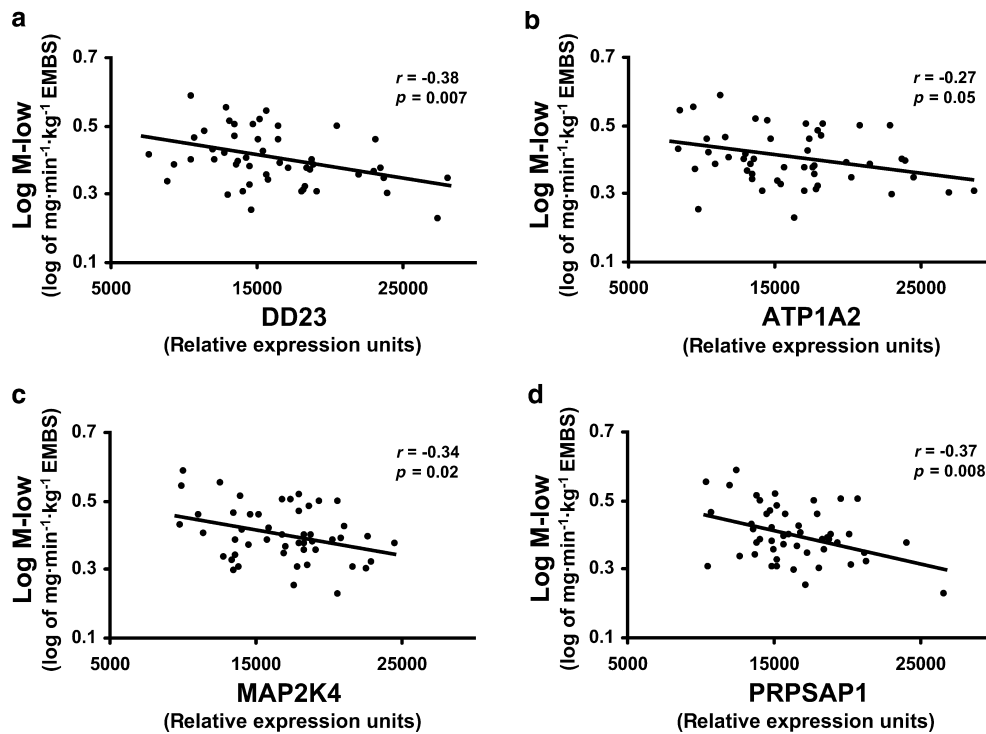 a
Log M-low
(log of mg·min⁻¹·kg⁻¹ EMBS)
0.7
0.5
0.3
0.1
r = -0.38
p = 0.007
5000 15000 25000
DD23
(Relative expression units)
b
Log M-low
(log of mg·min⁻¹·kg⁻¹ EMBS)
0.7
0.5
0.3
0.1
r = -0.27
p = 0.05
5000 15000 25000
ATP1A2
(Relative expression units)
c
Log M-low
(log of mg·min⁻¹·kg⁻¹ EMBS)
0.7
0.5
0.3
0.1
r = -0.34
p = 0.02
5000 15000 25000
MAP2K4
(Relative expression units)
d
Log M-low
(log of mg·min⁻¹·kg⁻¹ EMBS)
0.7
0.5
0.3
0.1
r = -0.37
p = 0.008
5000 15000 25000
PRPSAP1
(Relative expression units)